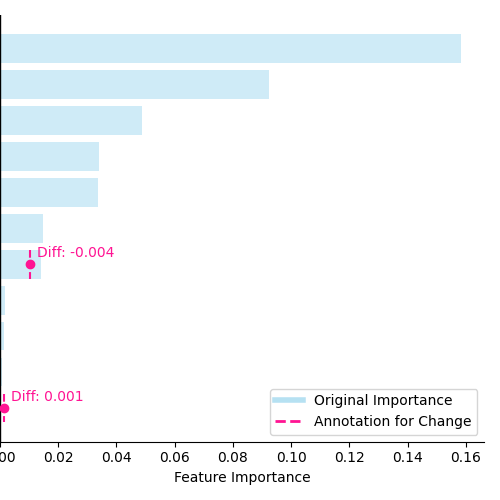 Diff: -0.004
Diff: 0.001
Original Importance
Annotation for Change
00 0.02 0.04 0.06 0.08 0.10 0.12 0.14 0.16
Feature Importance